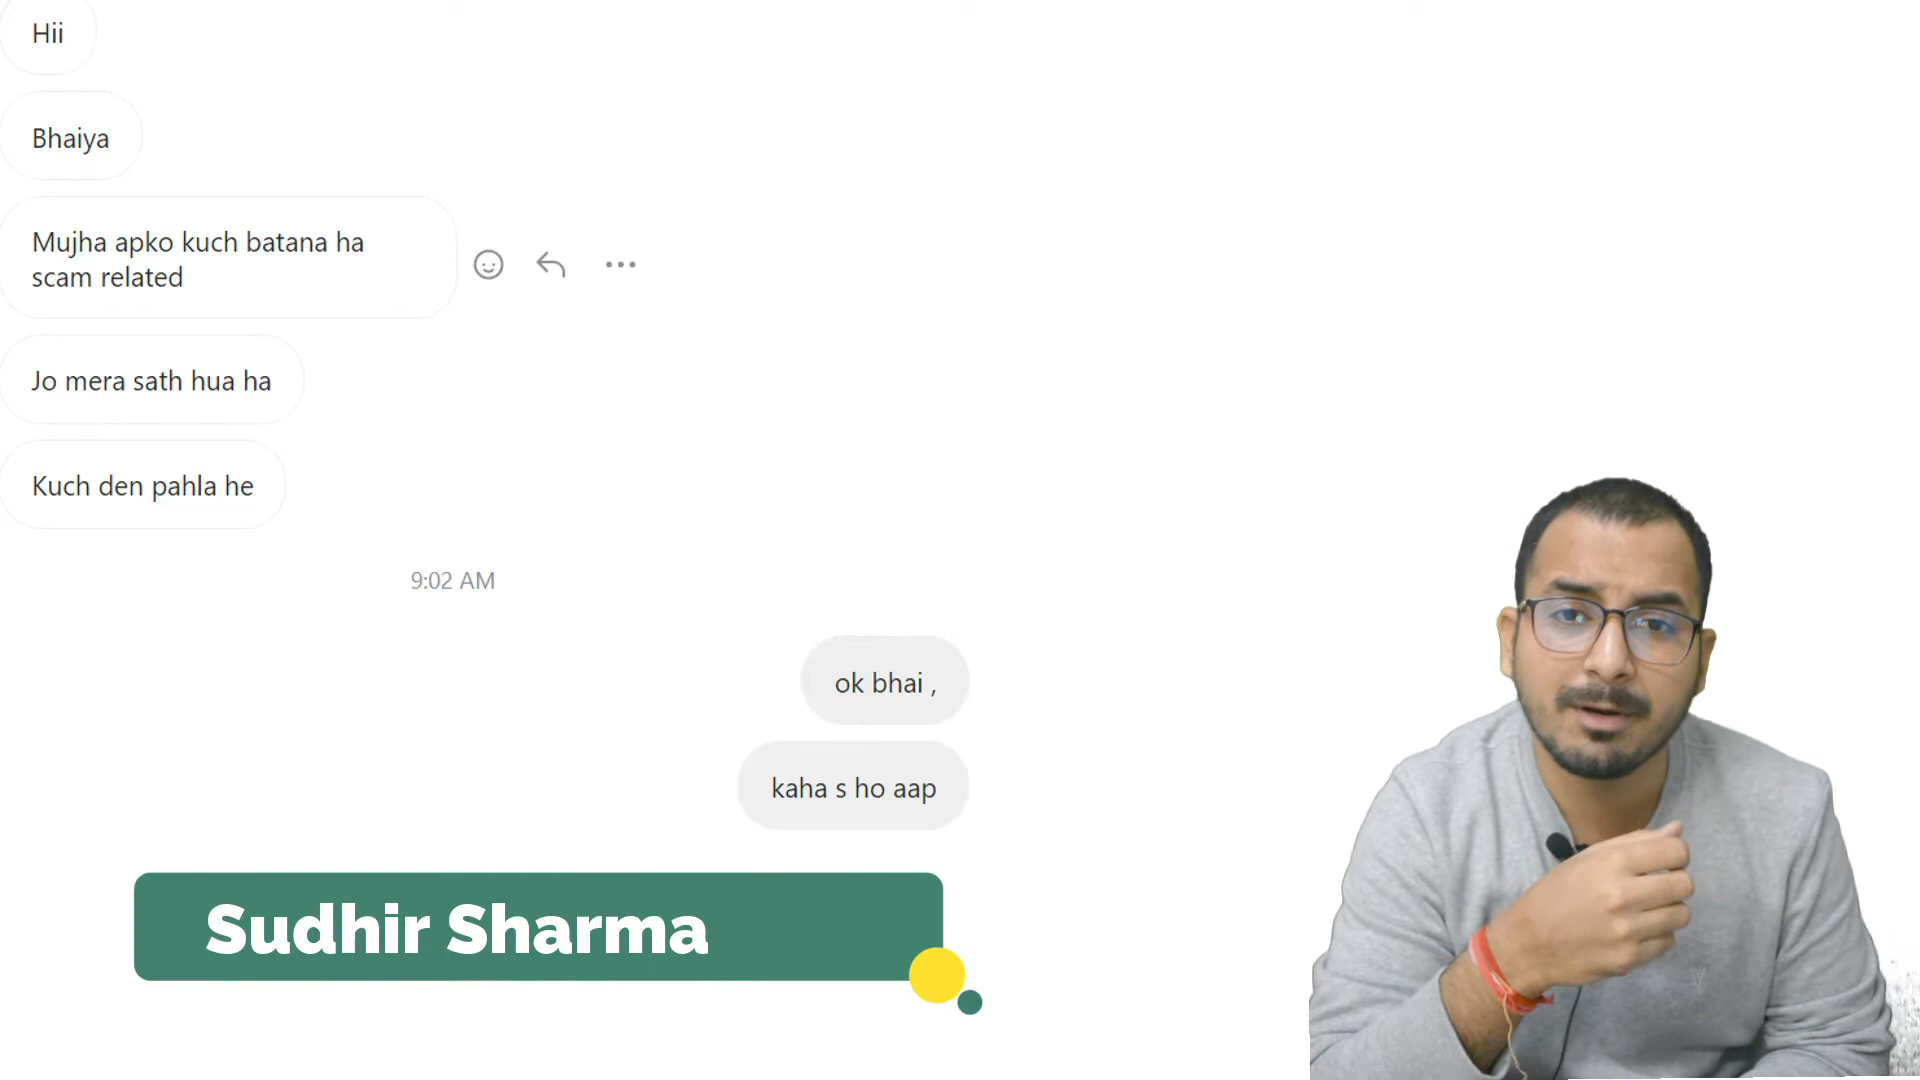 Hii
Bhaiya
Mujha apko kuch batana ha
scam related
Jo mera sath hua ha
Kuch den pahla he
9:02 AM
ok bhai ,
kaha s ho aap
Sudhir Sharma